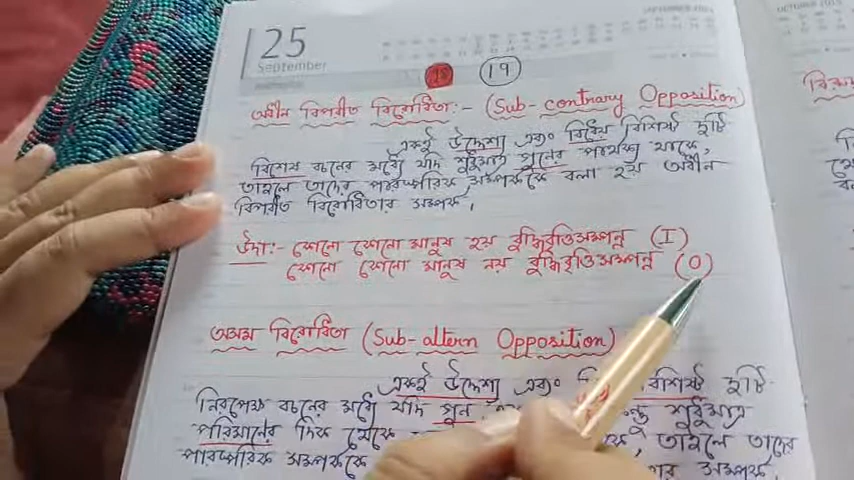 25
September
19
অধীন বিপরীত বিরোধিতা:- (Sub-contrary Opposition)
একই উদ্দেশ্য এবং বিধেয় বিশিষ্ট দুটি
বিশেষ বচনের মধ্যে যদি শুধুমাত্র গুনের পার্থক্য থাকে,
তাহলে তাদের পারস্পরিক সম্পর্ককে বলা হয় অধীন
বিপরীত বিরোধিতার সম্পর্ক।
উদা:- কোনো কোনো মানুষ হয় বুদ্ধিবৃত্তিসম্পন্ন (I)
কোনো কোনো মানুষ নয় বুদ্ধিবৃত্তিসম্পন্ন (O)
অসম বিরোধিতা (Sub-altern Opposition)
একই উদ্দেশ্য এবং বিশিষ্ট দুটি
নিরপেক্ষ বচনের মধ্যে যদি গুন শুধুমাত্র
পরিমানের দিক থেকে তাহলে তাদের
পারস্পরিক সম্পর্ককে সম্পর্ক